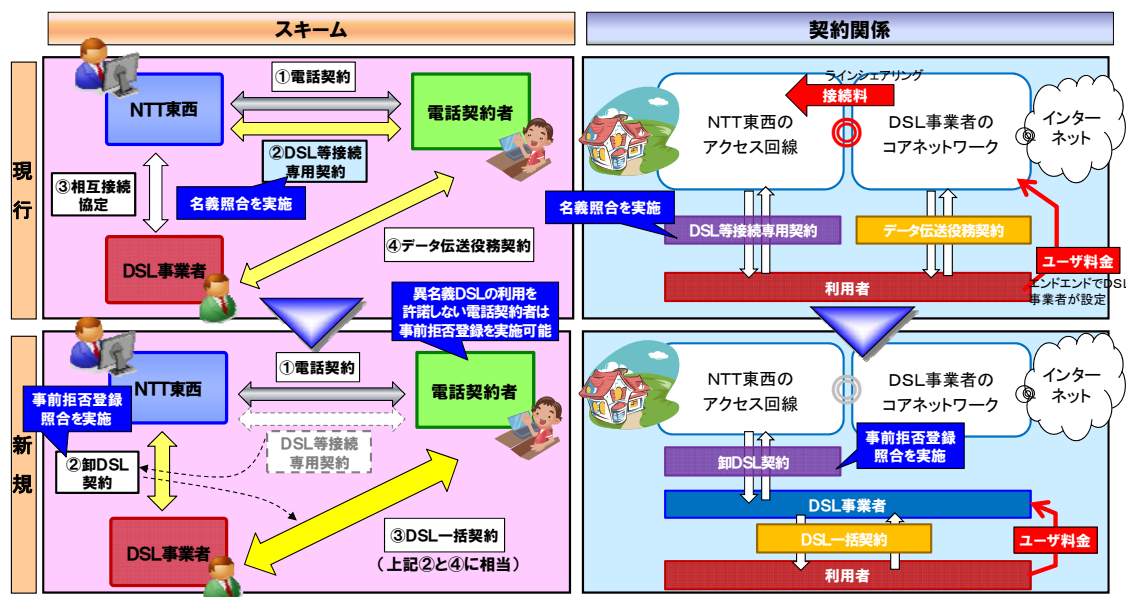 スキーム
契約関係
現
行
NTT東西
①電話契約
電話契約者
②DSL等接続
専用契約
③相互接続
協定
名義照合を実施
④データ伝送役務契約
DSL事業者
ラインシェアリング
接続料
NTT東西の
アクセス回線
DSL事業者の
コアネットワーク
インター
ネット
名義照合を実施
DSL等接続専用契約
データ伝送役務契約
ユーザ料金
利用者
エンドエンドでDSL
事業者が設定
異名義DSLの利用を
許諾しない電話契約者は
事前拒否登録を実施可能
新
規
NTT東西
①電話契約
電話契約者
事前拒否登録
照合を実施
DSL等接続
専用契約
②卸DSL
契約
DSL事業者
③DSL一括契約
(上記②と④に相当)
NTT東西の
アクセス回線
DSL事業者の
コアネットワーク
インター
ネット
事前拒否登録
照合を実施
卸DSL契約
DSL事業者
DSL一括契約
ユーザ料金
利用者